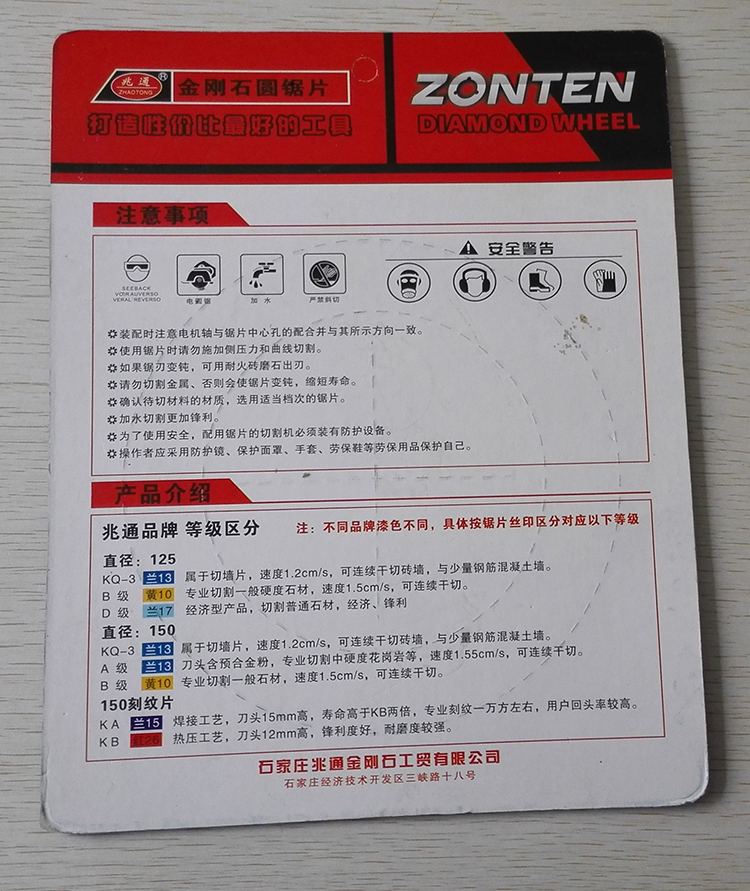 兆通®
ZHAOTONG
金刚石圆锯片
打造性价比最好的工具
ZONTEN
DIAMOND WHEEL
注意事项
安全警告
SEEBACK
VOIRAUVERSO
VERAL'REVERSO
电圆锯
加水
严禁斜切
装配时注意电机轴与锯片中心孔的配合并与其所示方向一致。
使用锯片时请勿施加侧压力和曲线切割。
如果锯刃变钝，可用耐火砖磨石出刃。
请勿切割金属、否则会使锯片变钝，缩短寿命。
确认待切材料的材质，选用适当档次的锯片。
加水切割更加锋利。
为了使用安全，配用锯片的切割机必须装有防护设备。
操作者应采用防护镜、保护面罩、手套、劳保鞋等劳保用品保护自己。
产品介绍
兆通品牌 等级区分 注：不同品牌漆色不同，具体按锯片丝印区分对应以下等级
直径：125
KQ-3 兰13 属于切墙片，速度1.2cm/s，可连续干切砖墙，与少量钢筋混凝土墙。
B 级 黄10 专业切割一般硬度石材，速度1.5cm/s，可连续干切。
D 级 兰17 经济型产品，切割普通石材，经济、锋利
直径：150
KQ-3 兰13 属于切墙片，速度1.2cm/s，可连续干切砖墙，与少量钢筋混凝土墙。
A 级 兰13 刀头含预合金粉，专业切割中硬度花岗岩等，速度1.55cm/s，可连续干切。
B 级 黄10 专业切割一般石材，速度1.5cm/s，可连续干切。
150刻纹片
KA 兰15 焊接工艺，刀头15mm高，寿命高于KB两倍，专业刻纹一万方左右，用户回头率较高。
KB 红26 热压工艺，刀头12mm高，锋利度好，耐磨度较强。
石家庄兆通金刚石工贸有限公司
石家庄经济技术开发区三峡路十八号